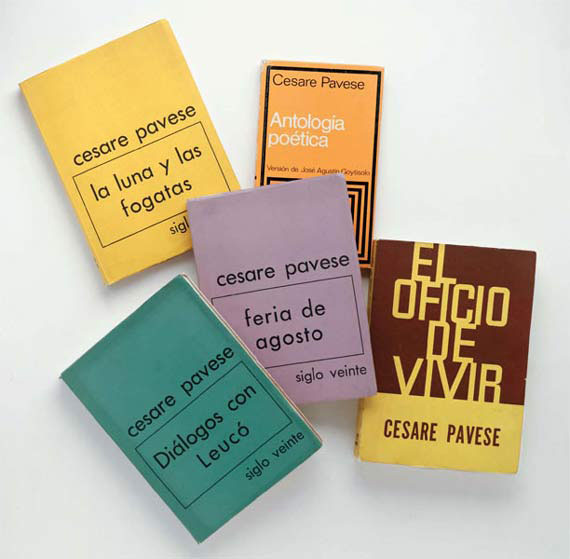 cesare pavese
la luna y las
fogatas
siglo
Cesare Pavese
Antología
poética
Versión de José Agustín Goytisolo
cesare pavese
feria de
agosto
siglo veinte
cesare pavese
Diálogos con
Leucó
siglo veinte
EL
OFICIO
DE
VIVIR
CESARE PAVESE